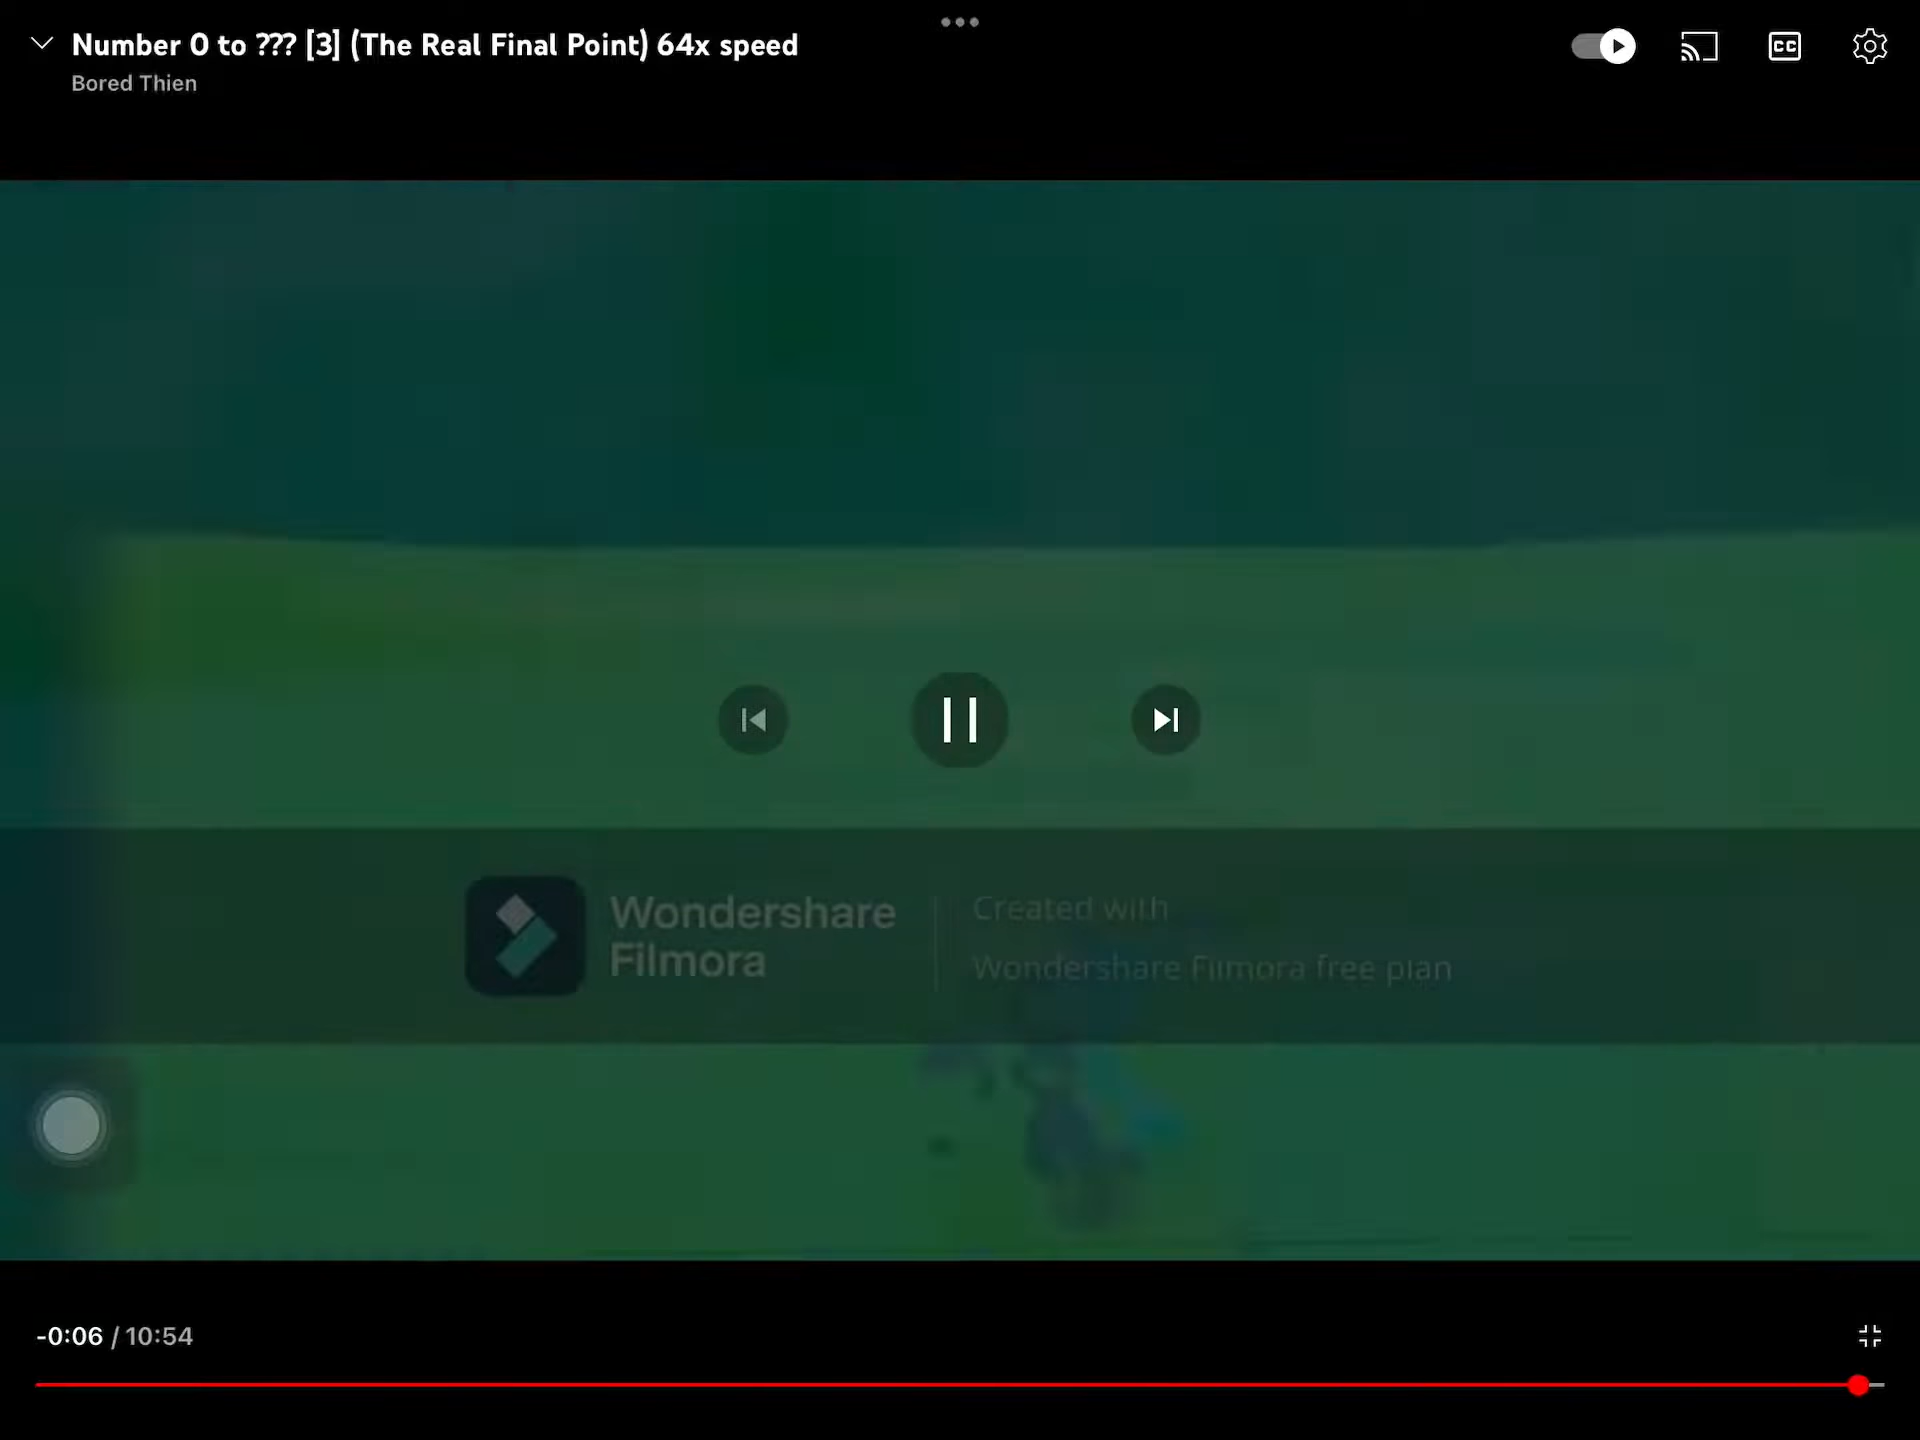 Number 0 to ??? [3] (The Real Final Point) 64x speed
Bored Thien
CC
Wondershare
Filmora
Created with
Wondershare Filmora free plan
-0:06 / 10:54